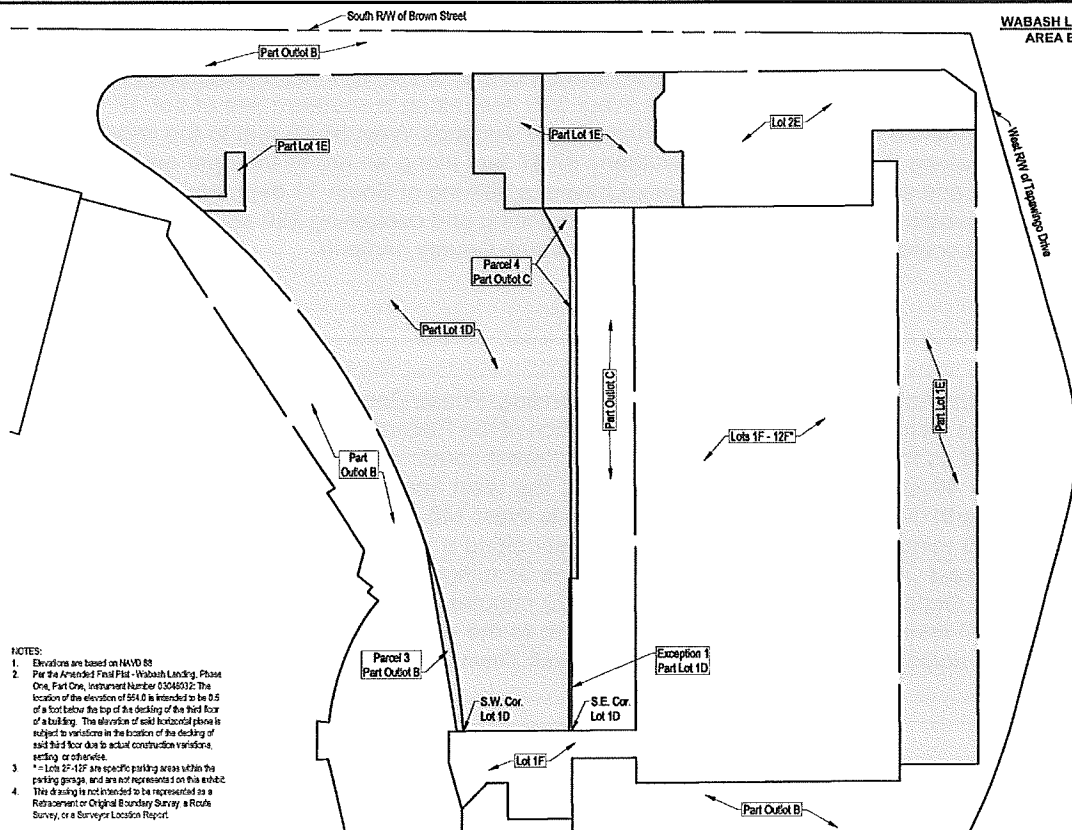 South R/W of Brown Street
WABASH L
AREA E
Part Outlot B
Part Lot 1E
Part Lot 1E
Lot 2E
West R/W of Tapawingo Drive
Parcel 4
Part Outlot C
Part Lot 1D
Part Outlot C
Part Lot 1E
Lots 1F - 12F*
Part
Outlot B
Parcel 3
Part Outlot B
Exception 1
Part Lot 1D
S.W. Cor.
Lot 1D
S.E. Cor.
Lot 1D
Lot 1F
Part Outlot B
NOTES:
1. Elevations are based on NAVD 88
2. Per the Amended Final Plat - Wabash Landing, Phase
One, Part One, Instrument Number 03046032: The
location of the elevation of 554.0 is intended to be 0.5
of a foot below the top of the decking of the third floor
of a building. The elevation of said horizontal plane is
subject to variations in the location of the decking of
said third floor due to actual construction variations,
settling, or otherwise.
3. * = Lots 2F-12F are specific parking areas within the
parking garage, and are not represented on this exhibit.
4. This drawing is not intended to be represented as a
Retracement or Original Boundary Survey, a Route
Survey, or a Surveyor Location Report.